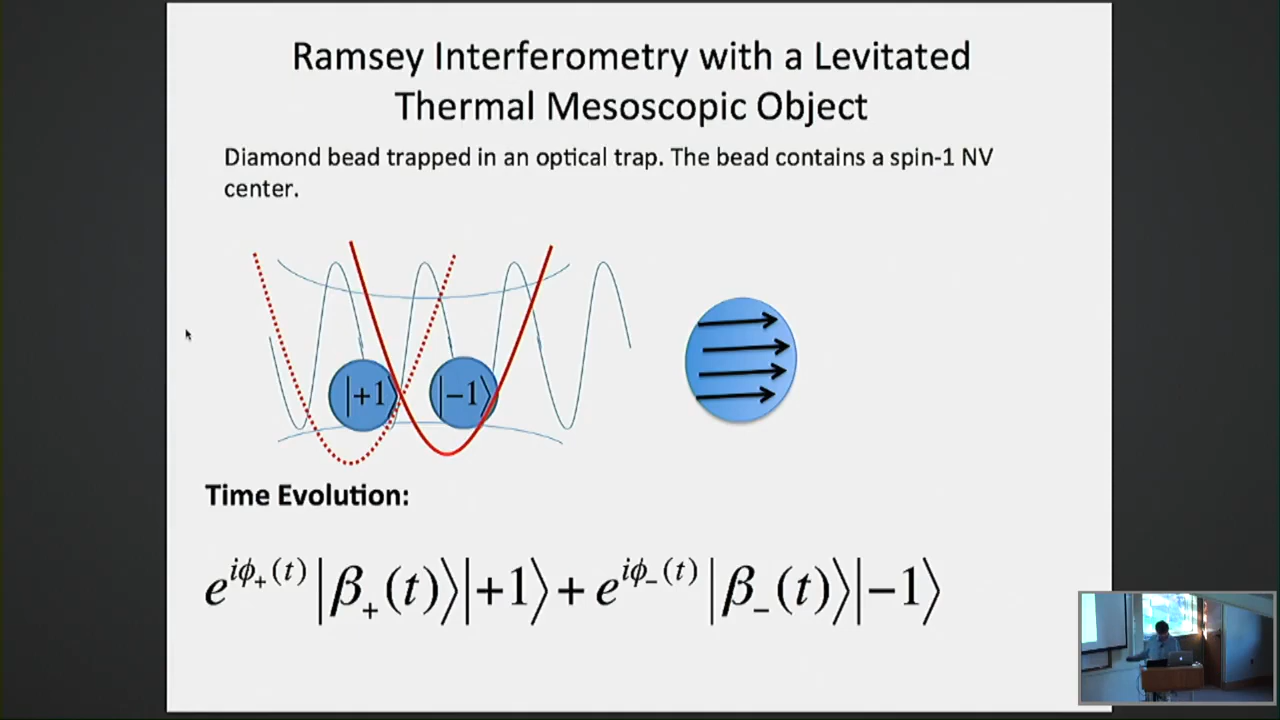 Ramsey Interferometry with a Levitated
Thermal Mesoscopic Object
Diamond bead trapped in an optical trap. The bead contains a spin-1 NV
center.
|+1⟩ |−1⟩
Time Evolution:
e^{iϕ₊(t)}|β₊(t)⟩|+1⟩ + e^{iϕ₋(t)}|β₋(t)⟩|−1⟩